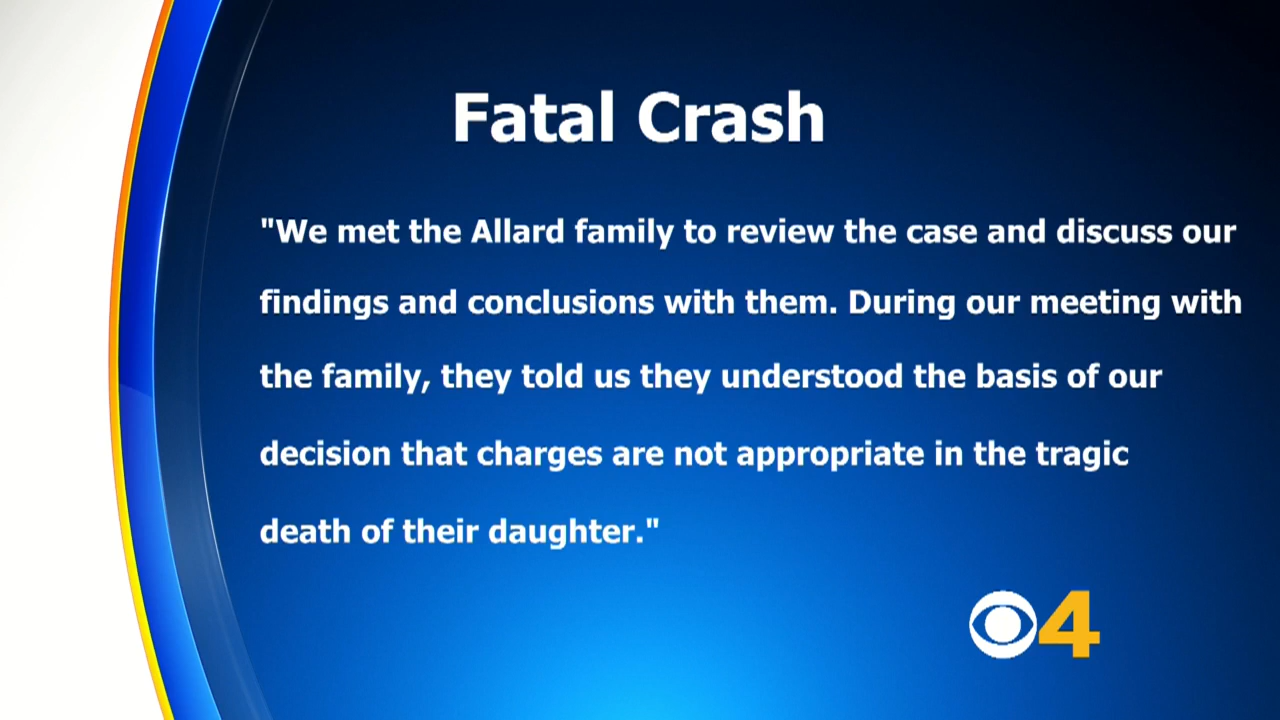 Fatal Crash
"We met the Allard family to review the case and discuss our
findings and conclusions with them. During our meeting with
the family, they told us they understood the basis of our
decision that charges are not appropriate in the tragic
death of their daughter."
4